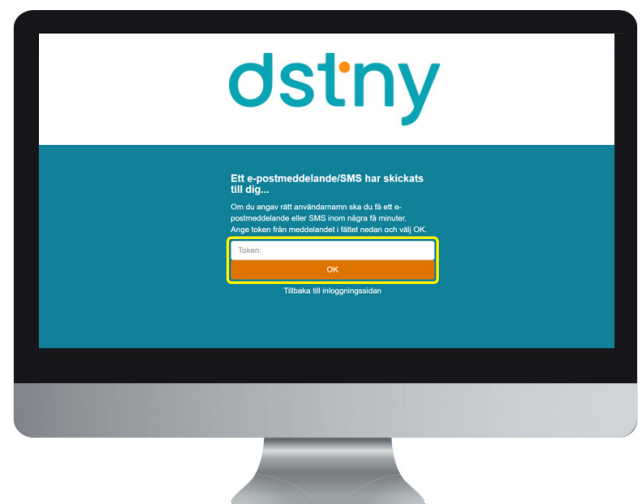 dstny
Ett e-postmeddelande/SMS har skickats
till dig...
Om du angav rätt användarnamn ska du få ett e-
postmeddelande eller SMS inom några få minuter.
Ange token från meddelandet i fältet nedan och välj OK.
Token:
OK
Tillbaka till inloggningssidan